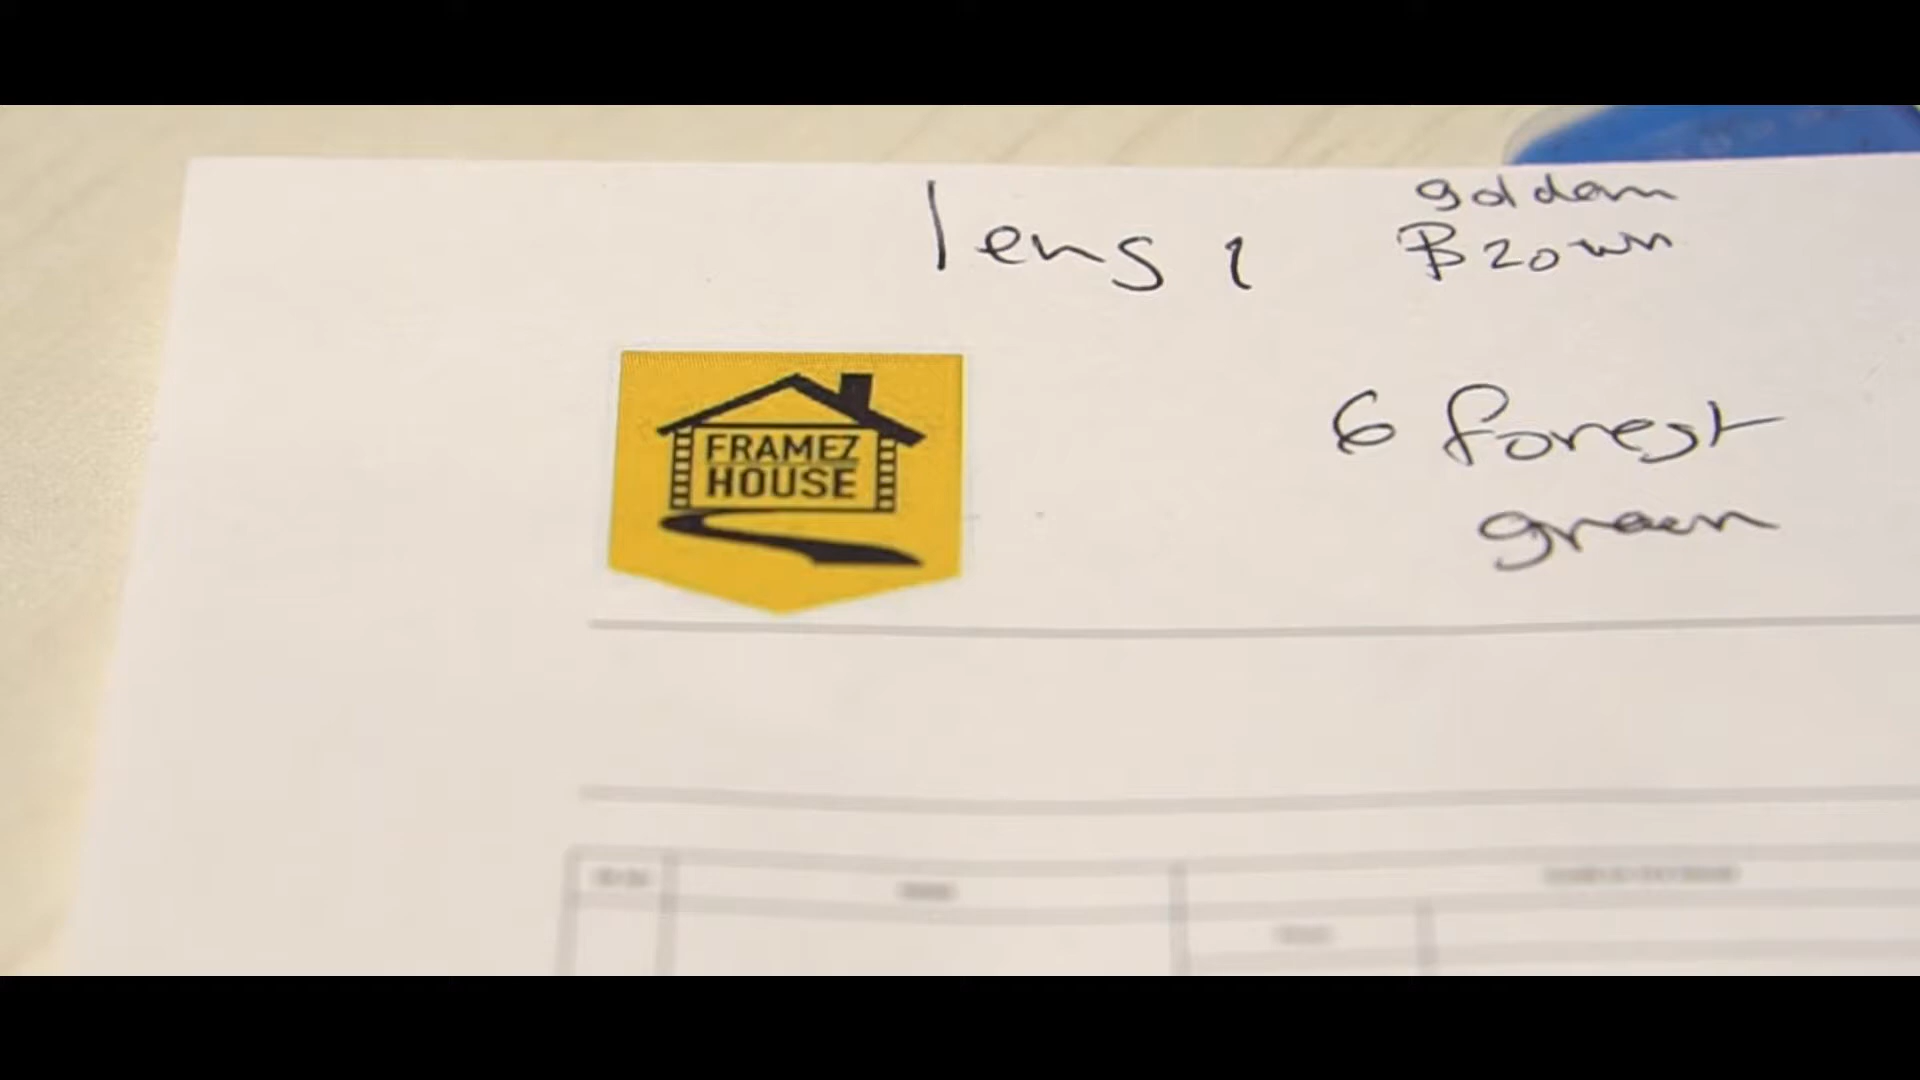 golden
lens 1 Brown
FRAMEZ
HOUSE
6 forest
green